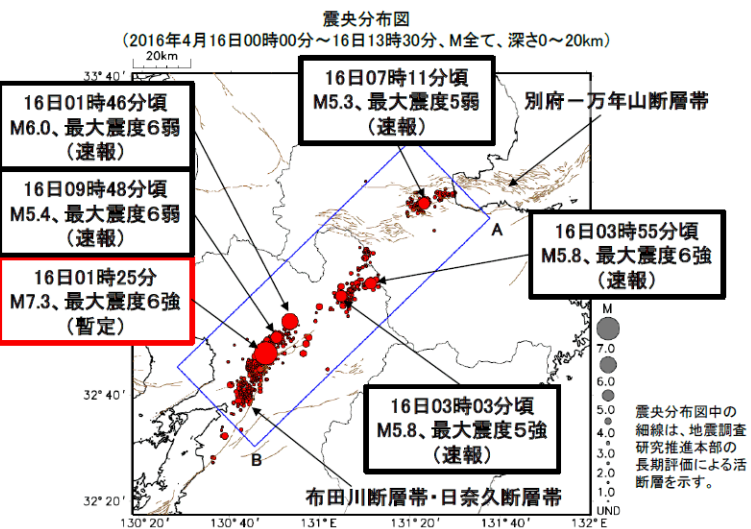 震央分布図
(2016年4月16日00時00分~16日13時30分、M全て、深さ0~20km)
20km
33°40'
16日07時11分頃
M5.3、最大震度5弱
(速報)
16日01時46分頃
M6.0、最大震度6弱
(速報)
別府-万年山断層帯
16日09時48分頃
M5.4、最大震度6弱
(速報)
A
16日03時55分頃
M5.8、最大震度6強
(速報)
16日01時25分
M7.3、最大震度6強
(暫定)
M
7.0
6.0
5.0
4.0
3.0
2.0
1.0
UND
32°40'
16日03時03分頃
M5.8、最大震度5強
(速報)
震央分布図中の
細線は、地震調査
研究推進本部の
長期評価による活
断層を示す。
B
布田川断層帯・日奈久断層帯
32°20'
130°20'
130°40'
131°E
131°20'
131°40'
132°E